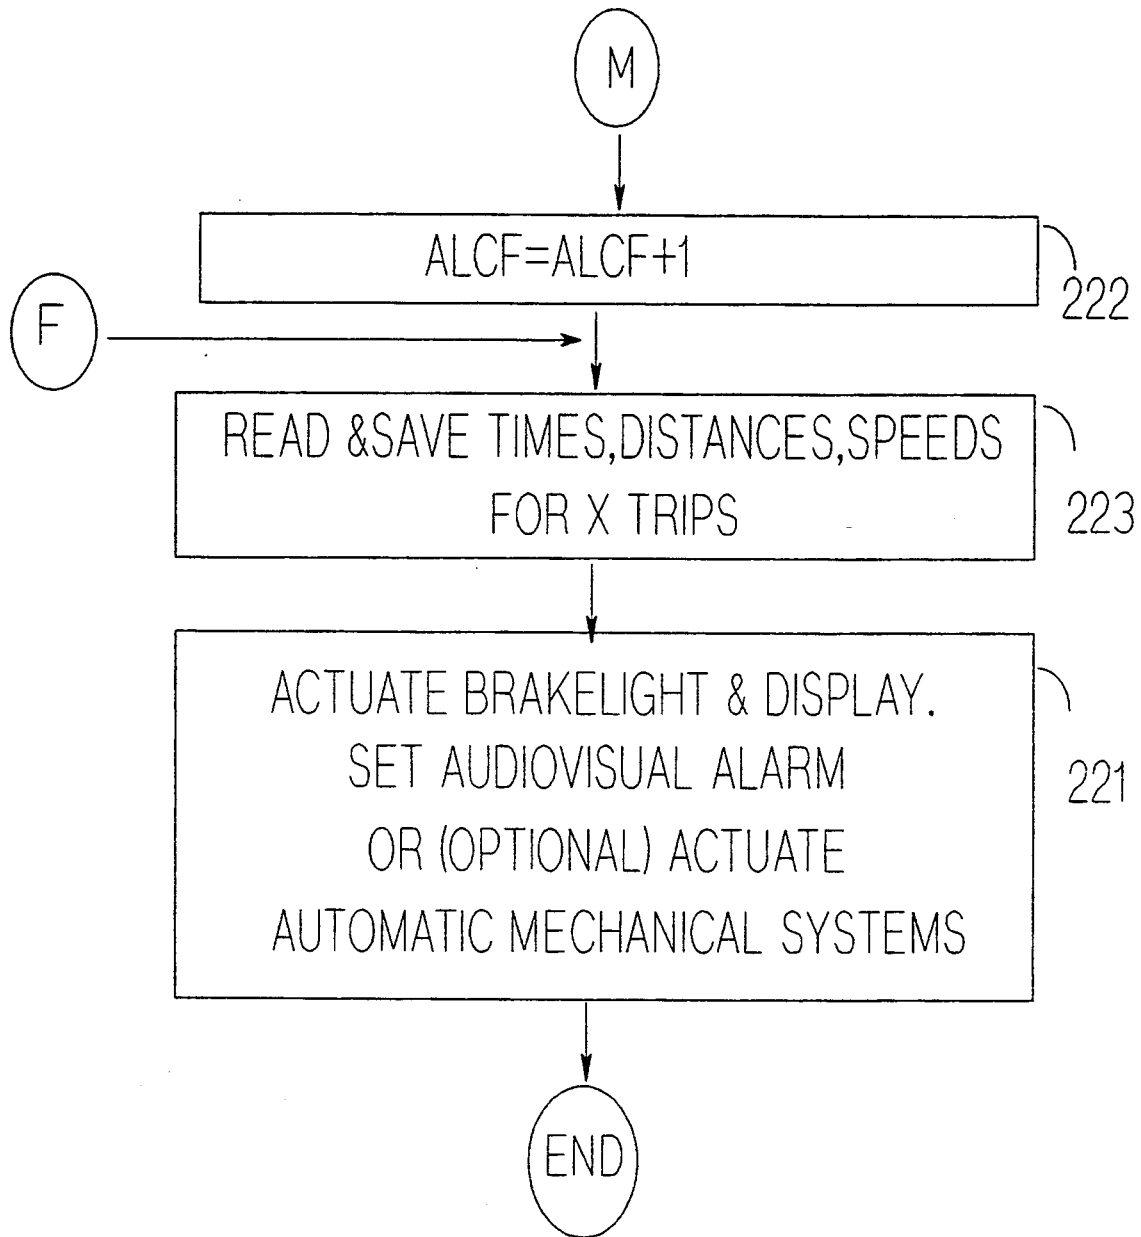 M
ALCF=ALCF+1
222
F
READ &SAVE TIMES,DISTANCES,SPEEDS
FOR X TRIPS
223
ACTUATE BRAKELIGHT & DISPLAY.
SET AUDIOVISUAL ALARM
OR (OPTIONAL) ACTUATE
AUTOMATIC MECHANICAL SYSTEMS
221
END